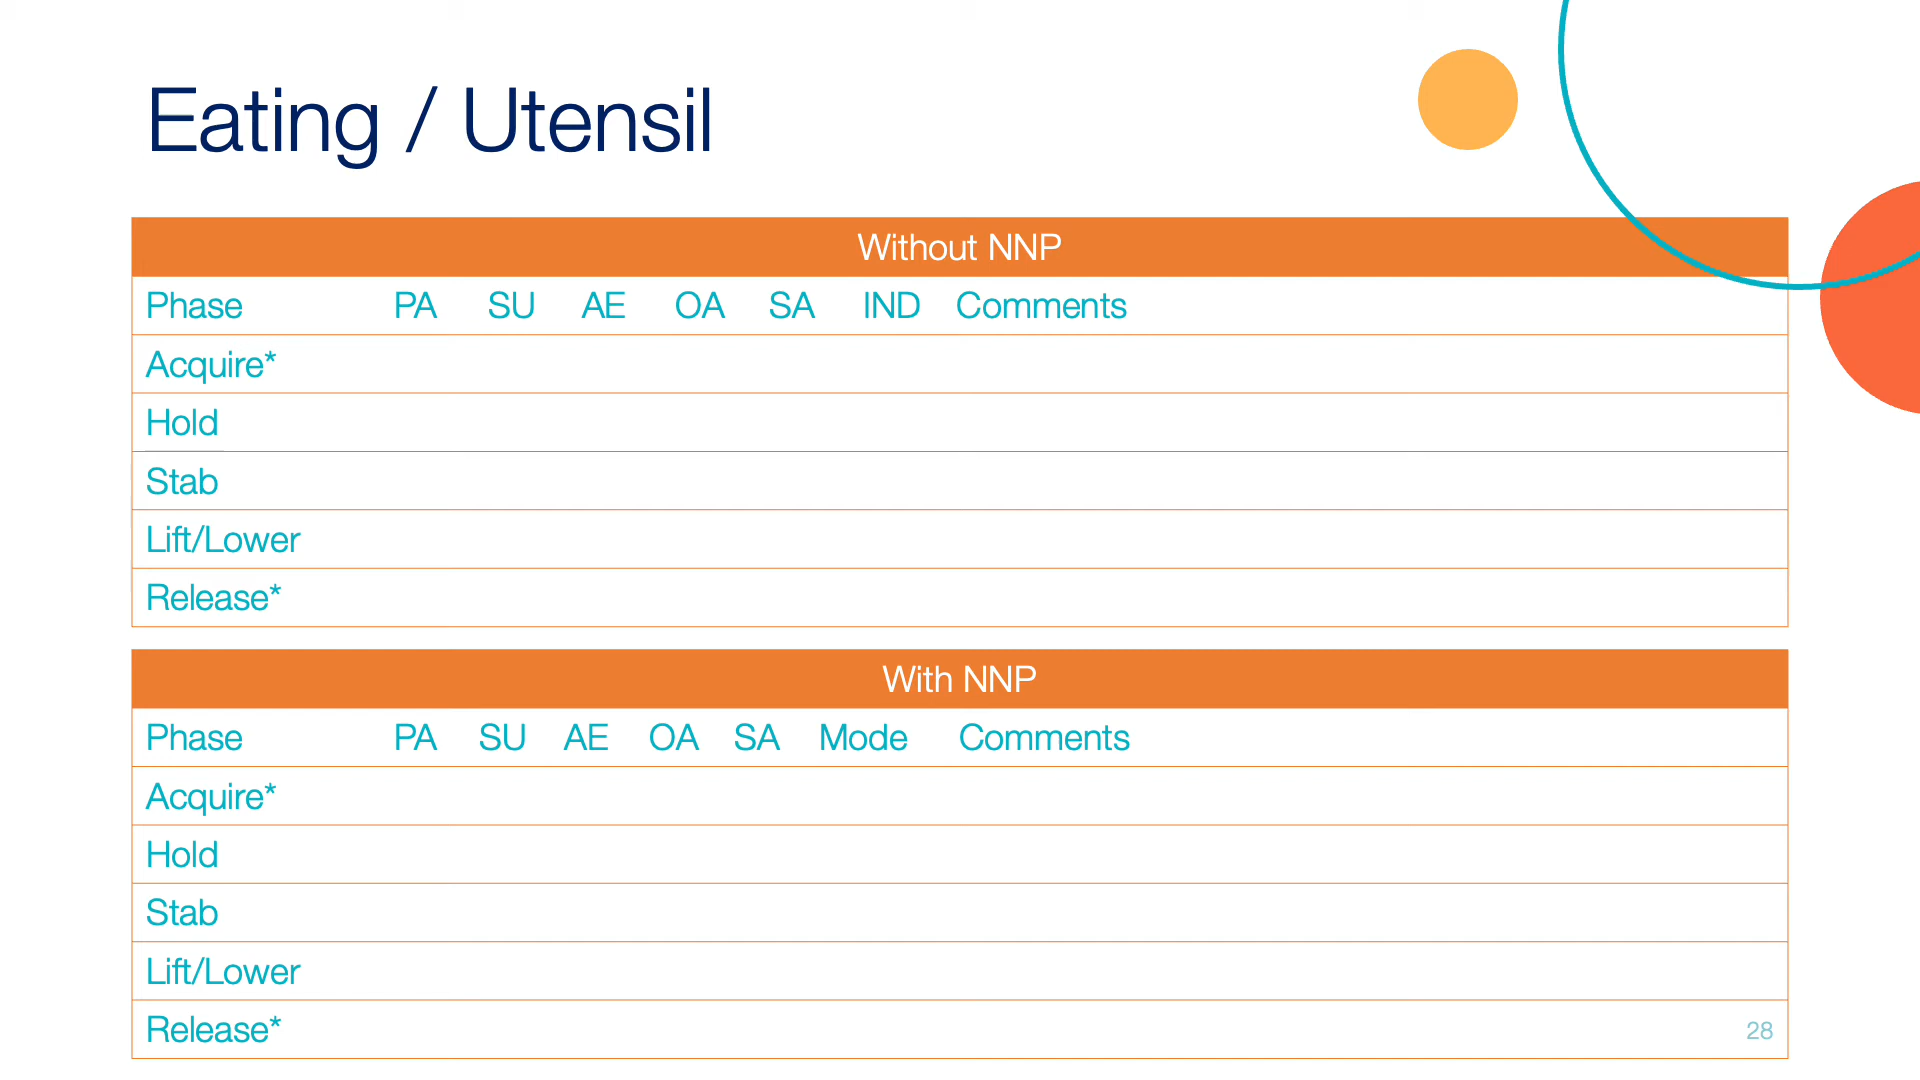 Eating / Utensil
Without NNP
Phase PA SU AE OA SA IND Comments
Acquire*
Hold
Stab
Lift/Lower
Release*
With NNP
Phase PA SU AE OA SA Mode Comments
Acquire*
Hold
Stab
Lift/Lower
Release*
28